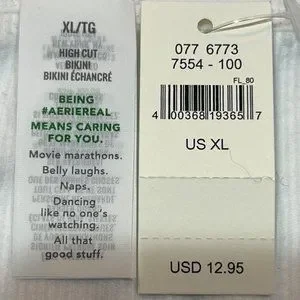 XL/TG
HIGH CUT
BIKINI
BIKINI ÉCHANCRÉ
BEING
#AERIEREAL
MEANS CARING
FOR YOU.
Movie marathons.
Belly laughs.
Naps.
Dancing
like no one's
watching.
All that
good stuff.
077 6773
7554 - 100
FL_80
4 00368 19365 7
US XL
USD 12.95